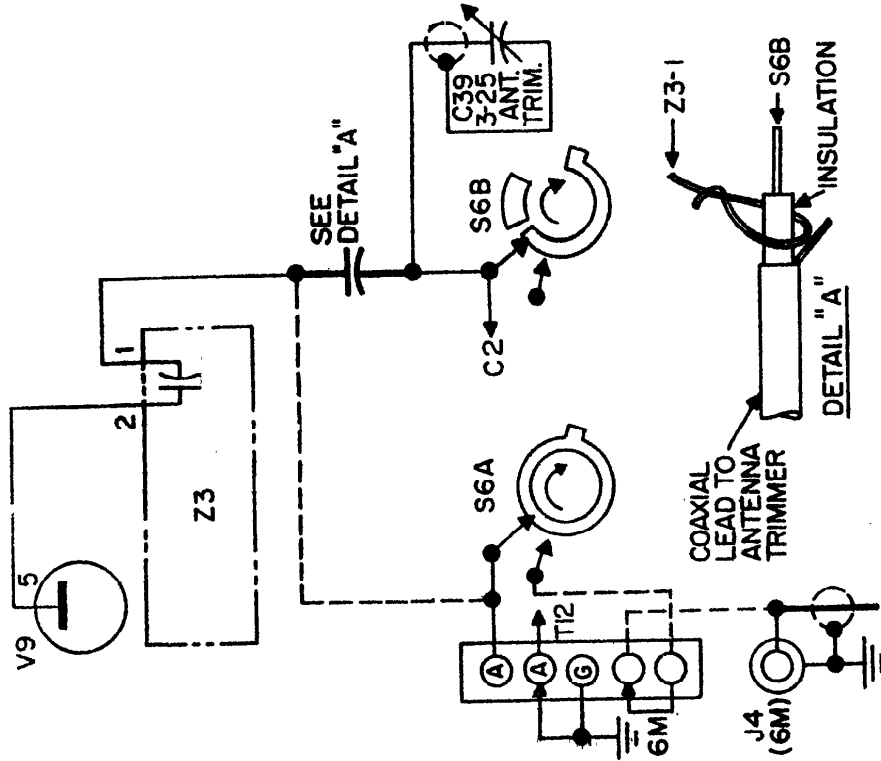 V9
5
2
1
Z3
SEE
DETAIL "A"
C39
3-25
ANT.
TRIM.
S6A
S6B
C2
A
A
G
T12
6M
J4
(6M)
COAXIAL
LEAD TO
ANTENNA
TRIMMER
Z3-1
S6B
INSULATION
DETAIL "A"